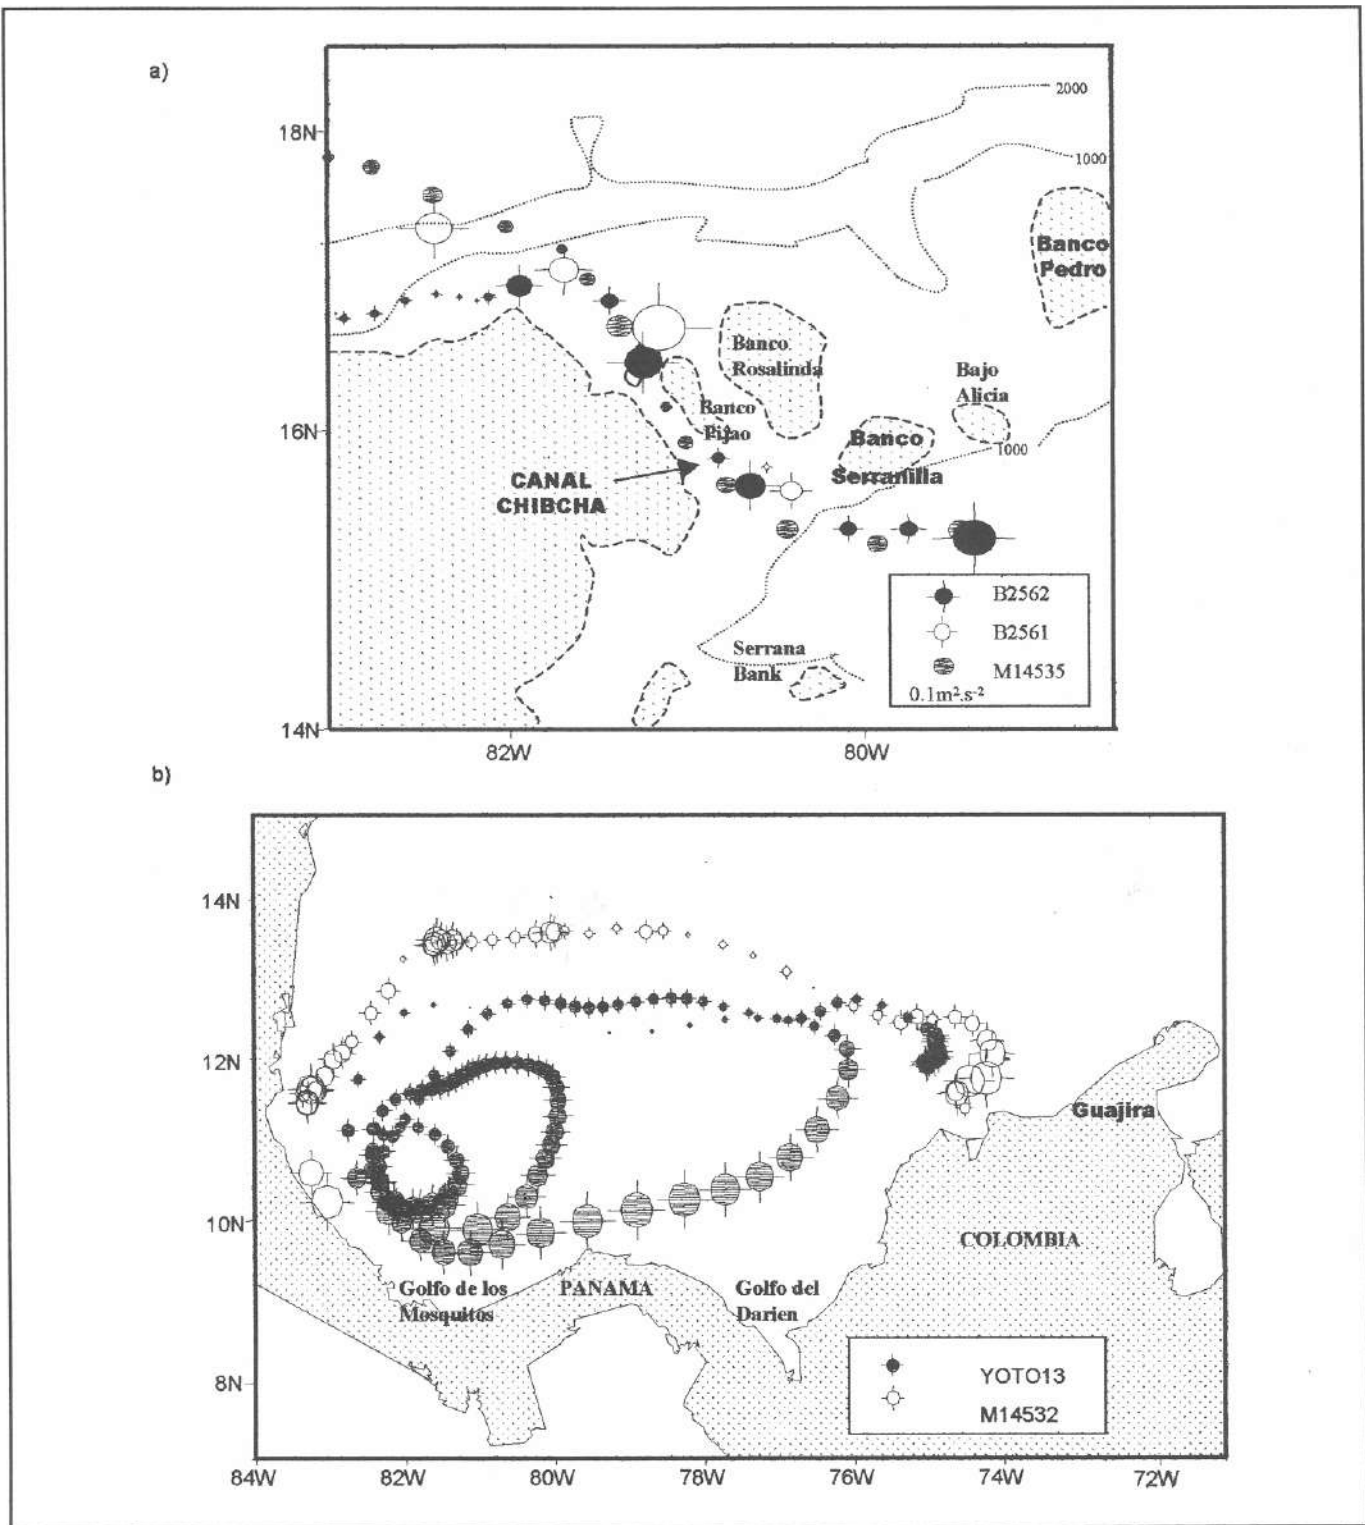 a)
2000
18N
1000
Banco
Pedro
Banco
Rosalinda
Bajo
Alicia
Banco
Pijao
16N
Banco
1000
CANAL
CHIBCHA
Serranilla
B2562
B2561
Serrana
Bank
M14535
0.1m².s⁻²
14N
82W
80W
b)
14N
12N
Guajira
10N
COLOMBIA
Golfo de los
Mosquitos
PANAMA
Golfo del
Darien
8N
YOTO13
M14532
84W
82W
80W
78W
76W
74W
72W